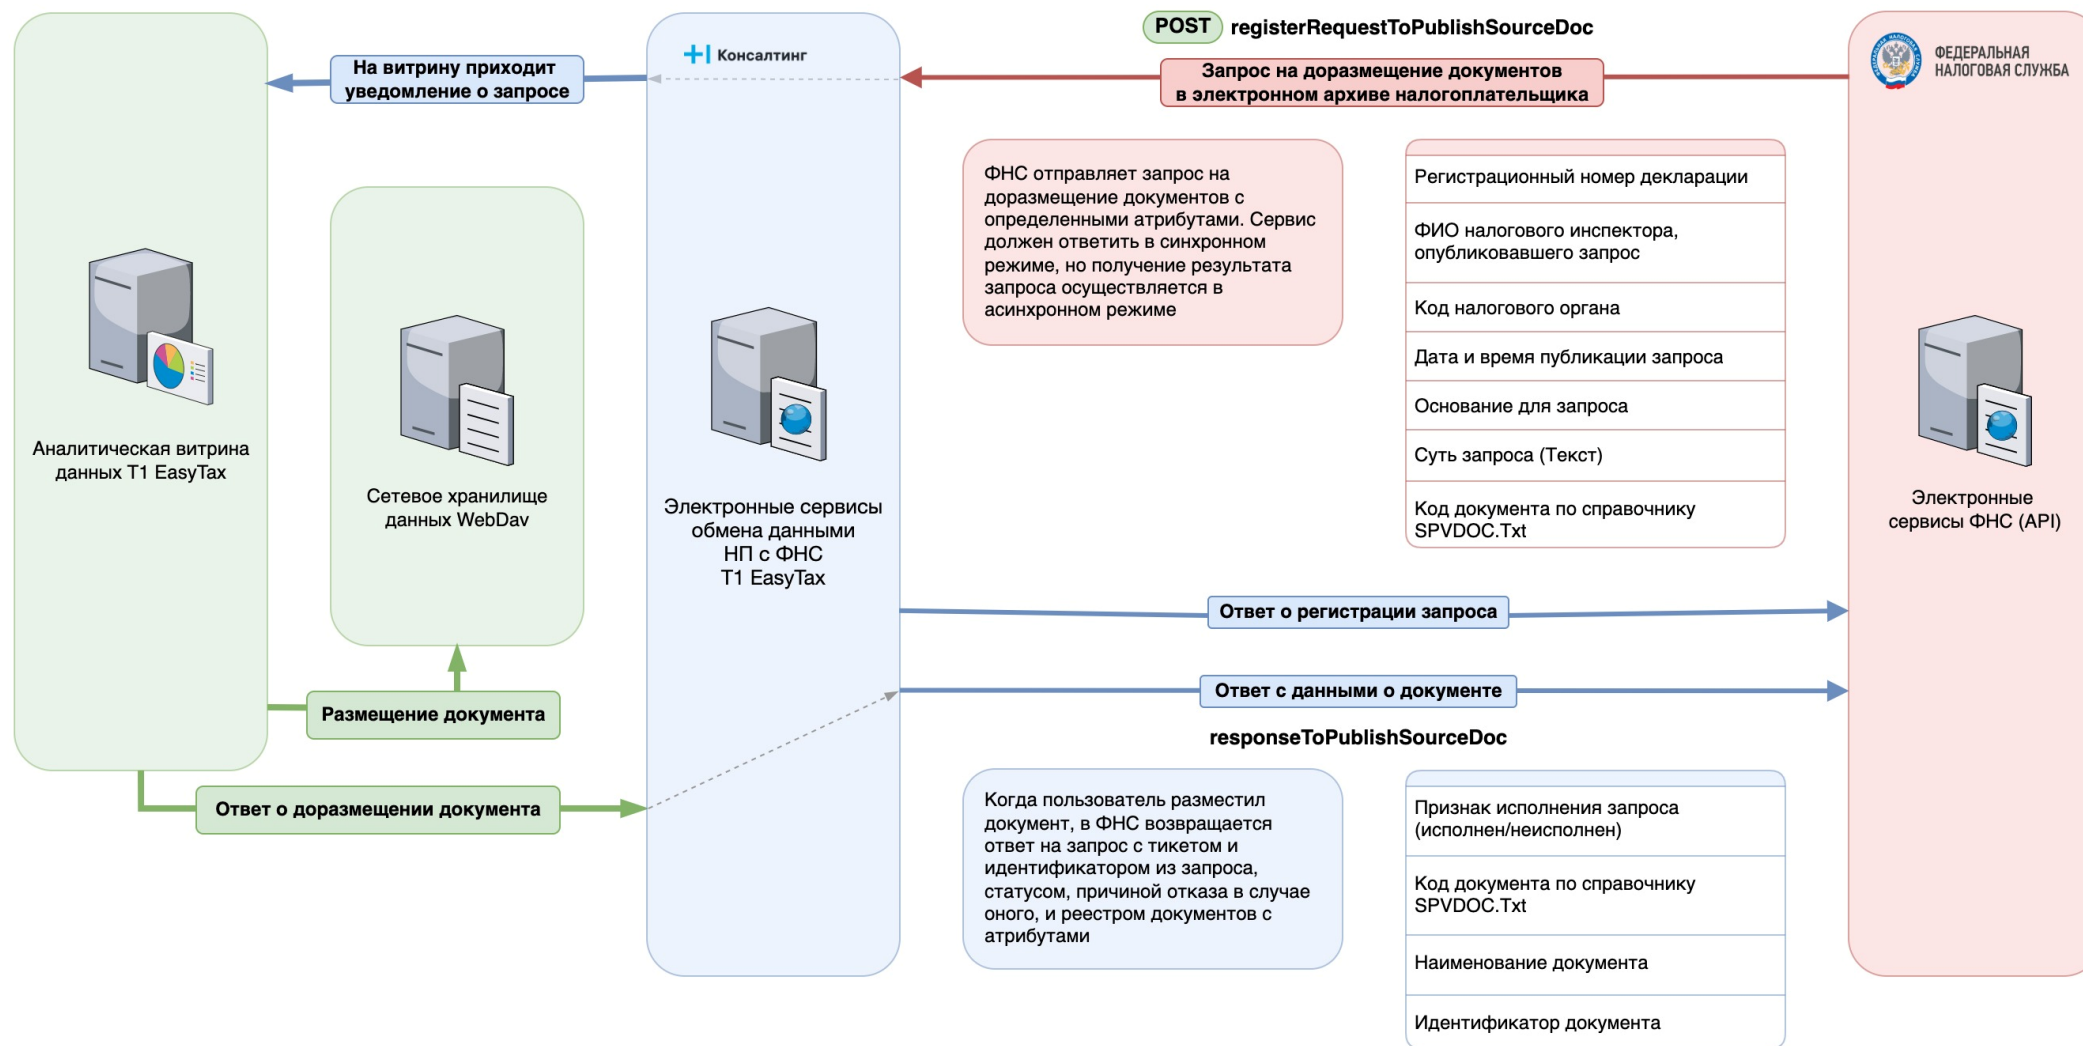 POST registerRequestToPublishSourceDoc
Консалтинг
ФЕДЕРАЛЬНАЯ
НАЛОГОВАЯ СЛУЖБА
На витрину приходит
уведомление о запросе
Запрос на доразмещение документов
в электронном архиве налогоплательщика
ФНС отправляет запрос на
доразмещение документов с
определенными атрибутами. Сервис
должен ответить в синхронном
режиме, но получение результата
запроса осуществляется в
асинхронном режиме
Регистрационный номер декларации
ФИО налогового инспектора,
опубликовавшего запрос
Код налогового органа
Дата и время публикации запроса
Основание для запроса
Суть запроса (Текст)
Код документа по справочнику
SPVDOC.Txt
Аналитическая витрина
данных Т1 EasyTax
Сетевое хранилище
данных WebDav
Электронные сервисы
обмена данными
НП с ФНС
Т1 EasyTax
Электронные
сервисы ФНС (API)
Ответ о регистрации запроса
Ответ с данными о документе
responseToPublishSourceDoc
Размещение документа
Ответ о доразмещении документа
Когда пользователь разместил
документ, в ФНС возвращается
ответ на запрос с тикетом и
идентификатором из запроса,
статусом, причиной отказа в случае
оного, и реестром документов с
атрибутами
Признак исполнения запроса
(исполнен/неисполнен)
Код документа по справочнику
SPVDOC.Txt
Наименование документа
Идентификатор документа